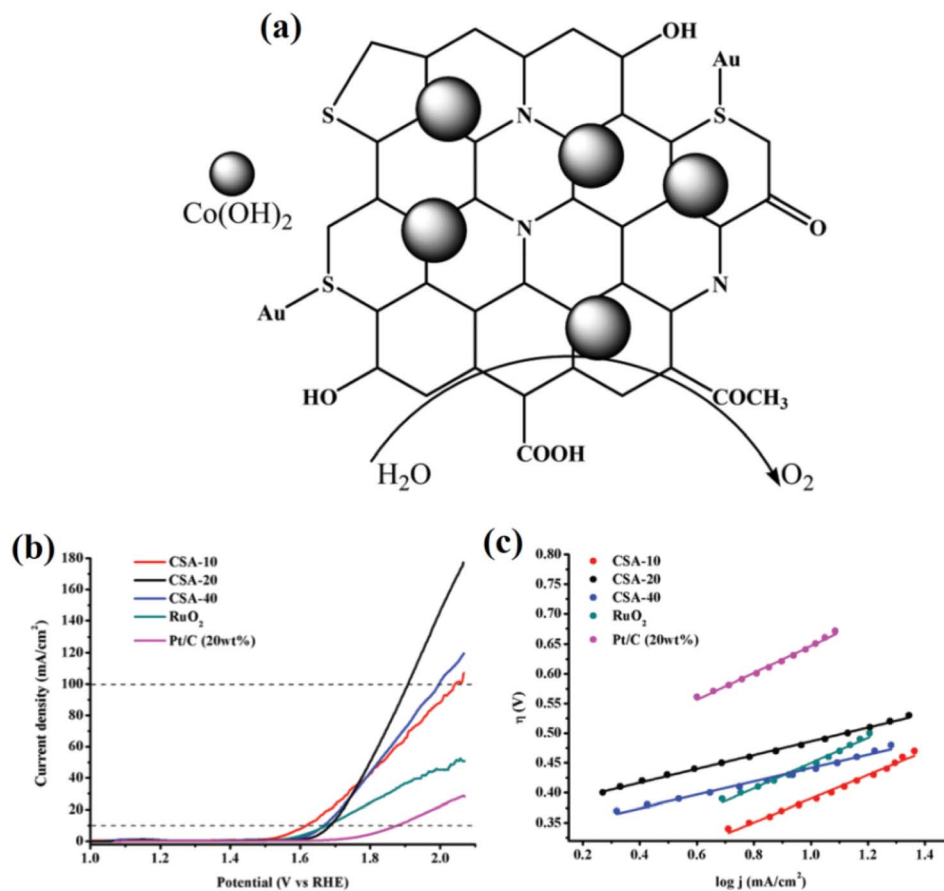 (a)
OH
Au
S
N
S
Co(OH)2
N
O
S
N
Au
HO
COCH3
COOH
H2O
O2
(b)
CSA-10
CSA-20
CSA-40
RuO2
Pt/C (20wt%)
180
160
140
120
100
80
60
40
20
0
1.0
1.2
1.4
1.6
1.8
2.0
Current density (mA/cm2)
Potential (V vs RHE)
(c)
CSA-10
CSA-20
CSA-40
RuO2
Pt/C (20wt%)
0.80
0.75
0.70
0.65
0.60
0.55
0.50
0.45
0.40
0.35
0.2
0.4
0.6
0.8
1.0
1.2
1.4
η (V)
log j (mA/cm2)